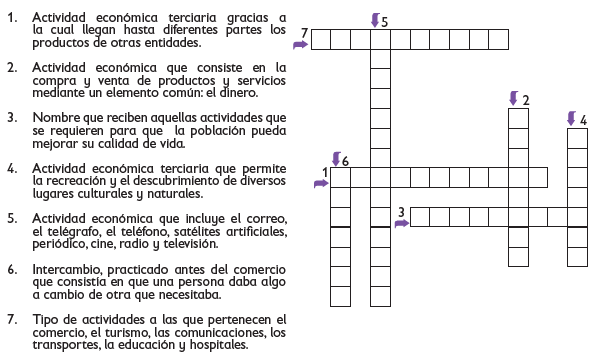 1. Actividad económica terciaria gracias a
la cual llegan hasta diferentes partes los
productos de otras entidades.
2. Actividad económica que consiste en la
compra y venta de productos y servicios
mediante un elemento común: el dinero.
3. Nombre que reciben aquellas actividades que
se requieren para que la población pueda
mejorar su calidad de vida.
4. Actividad económica terciaria que permite
la recreación y el descubrimiento de diversos
lugares culturales y naturales.
5. Actividad económica que incluye el correo,
el telégrafo, el teléfono, satélites artificiales,
periódico, cine, radio y televisión.
6. Intercambio, practicado antes del comercio
que consistía en que una persona daba algo
a cambio de otra que necesitaba.
7. Tipo de actividades a las que pertenecen el
comercio, el turismo, las comunicaciones, los
transportes, la educación y hospitales.
5
7
2
4
6
1
3